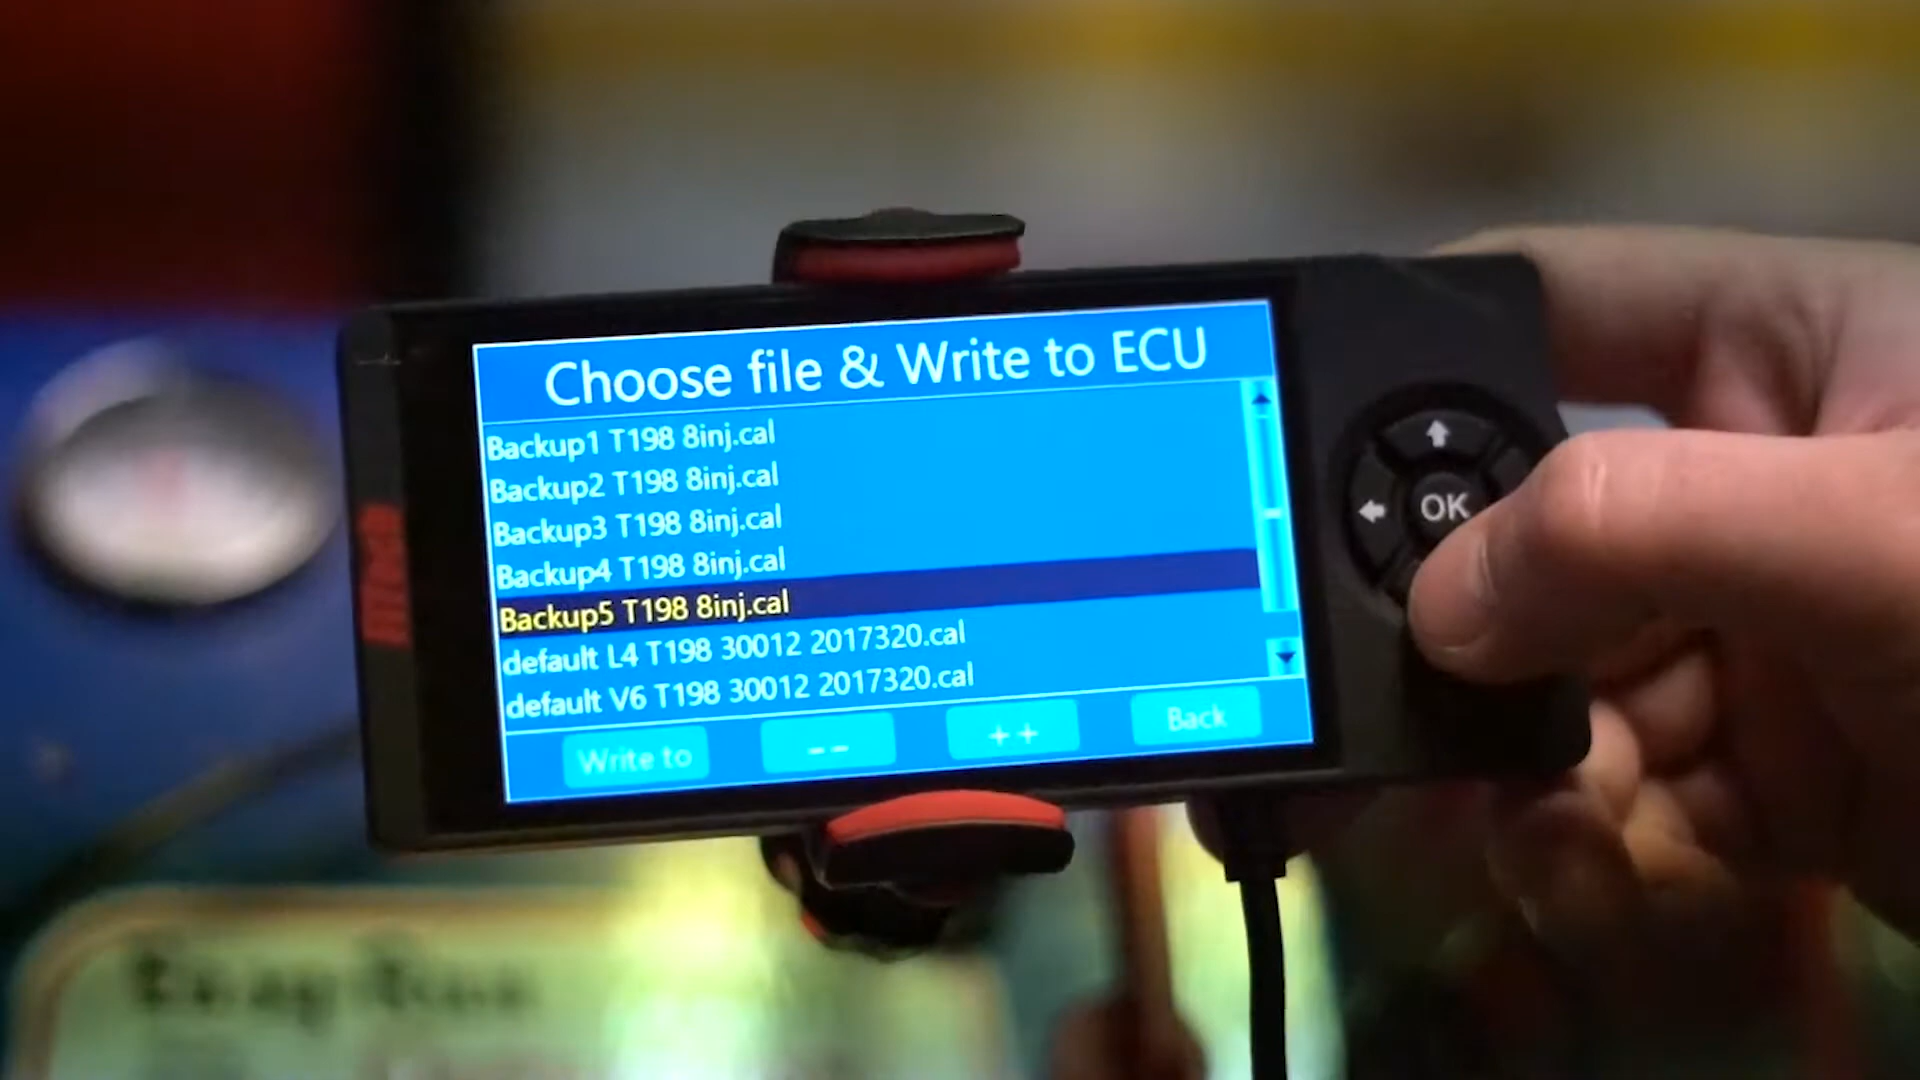 Choose file & Write to ECU
Backup1 T198 8inj.cal
Backup2 T198 8inj.cal
Backup3 T198 8inj.cal
Backup4 T198 8inj.cal
Backup5 T198 8inj.cal
default L4 T198 30012 2017320.cal
default V6 T198 30012 2017320.cal
Write to -- ++ Back
OK